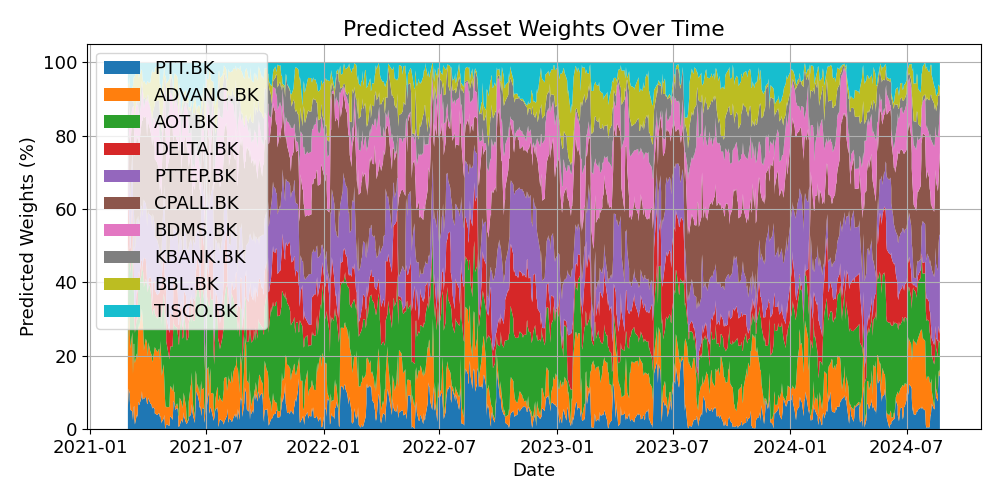 Predicted Asset Weights Over Time
Predicted Weights (%)
100
80
60
40
20
0
PTT.BK
ADVANC.BK
AOT.BK
DELTA.BK
PTTEP.BK
CPALL.BK
BDMS.BK
KBANK.BK
BBL.BK
TISCO.BK
2021-01 2021-07 2022-01 2022-07 2023-01 2023-07 2024-01 2024-07
Date